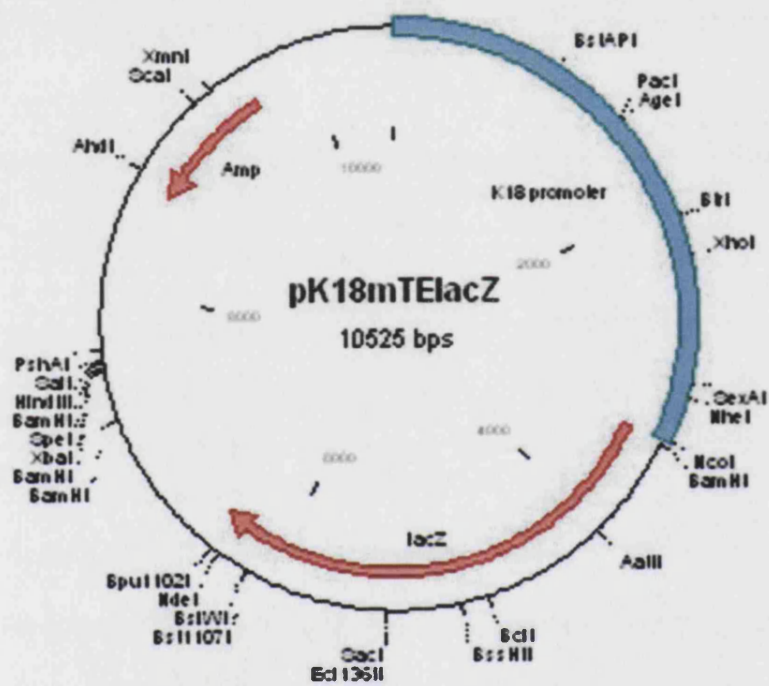 XmnI
ScaI
AhdI
Amp
10000
BstAPI
PacI
AgeI
K18 promoter
BlrI
XhoI
2000
pK18mTElacZ
10525 bps
8000
PshAI
SalI
HindIII
BamHI
SpeI
XbaI
BamHI
BamHI
SexAI
NheI
NcoI
BamHI
4000
6000
lacZ
AatII
Bpu1102I
NdeI
BsiWI
Bst1107I
BclI
BssHII
SacI
Ecl136II